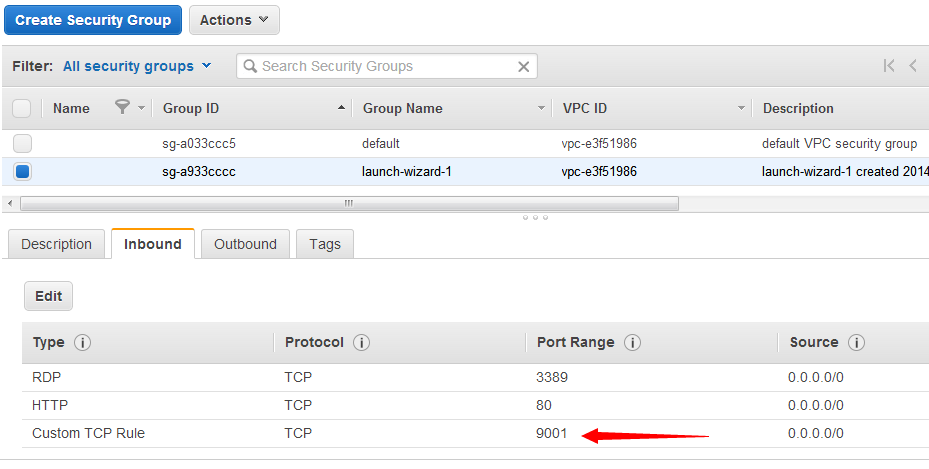 Create Security Group Actions
Filter: All security groups Search Security Groups
Name Group ID Group Name VPC ID Description
sg-a033ccc5 default vpc-e3f51986 default VPC security group
sg-a933cccc launch-wizard-1 vpc-e3f51986 launch-wizard-1 created 2014
Description Inbound Outbound Tags
Edit
Type Protocol Port Range Source
RDP TCP 3389 0.0.0.0/0
HTTP TCP 80 0.0.0.0/0
Custom TCP Rule TCP 9001 0.0.0.0/0